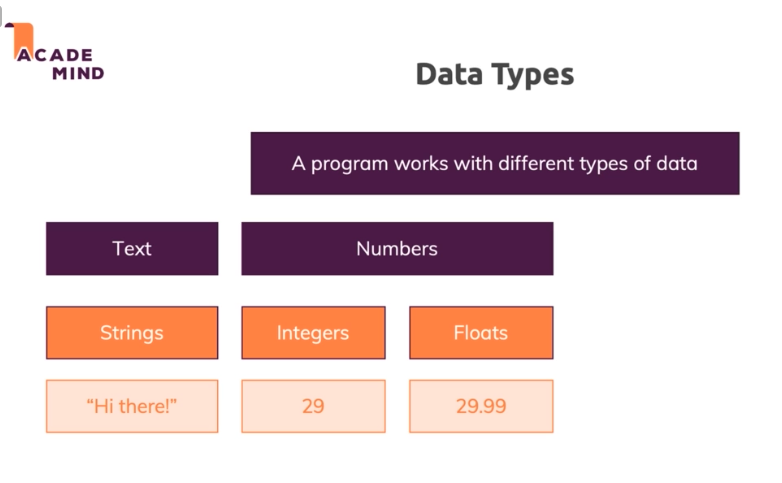 ACADE
MIND
Data Types
A program works with different types of data
Text
Numbers
Strings
Integers
Floats
“Hi there!”
29
29.99